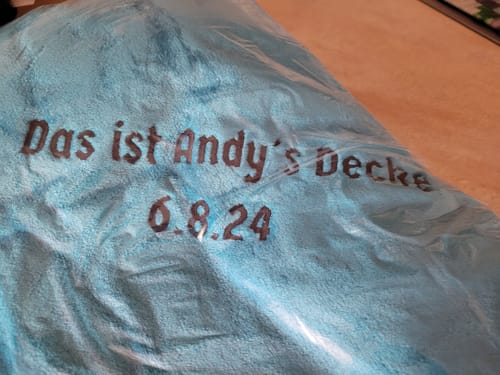 Das ist Andy´s Decke
6.8.24